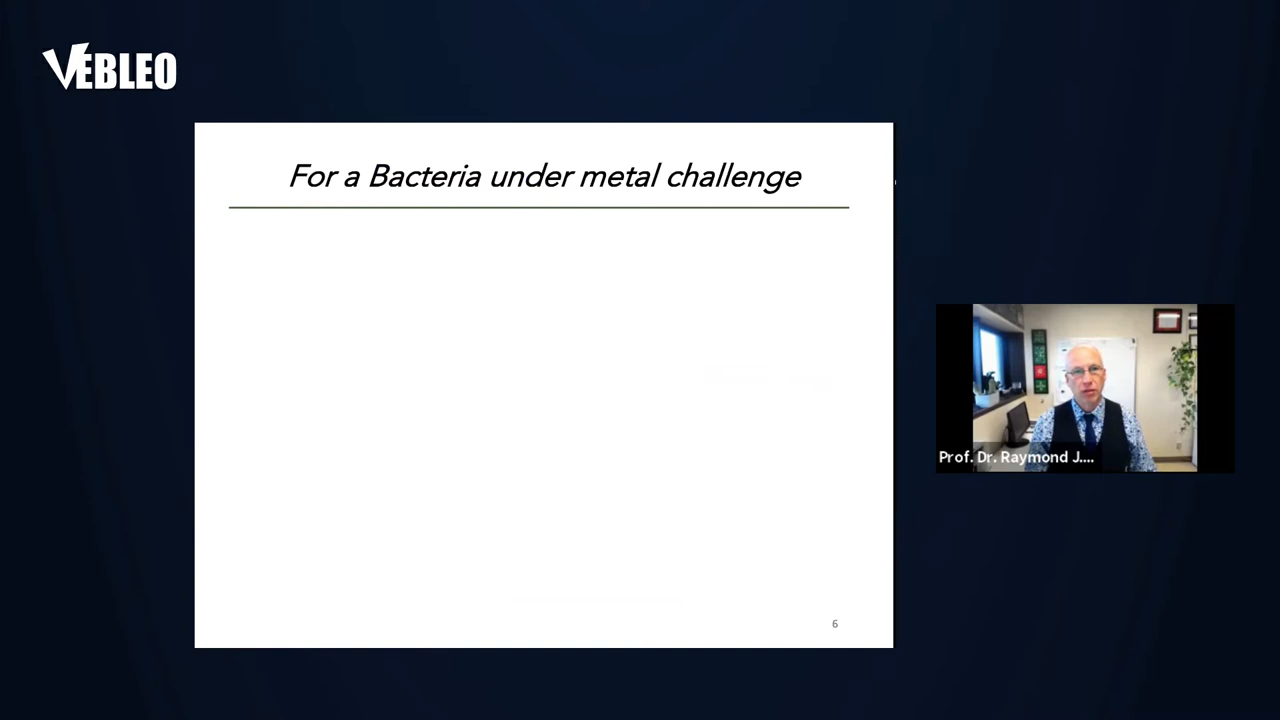 VEBLEO
For a Bacteria under metal challenge
Prof. Dr. Raymond J....
6